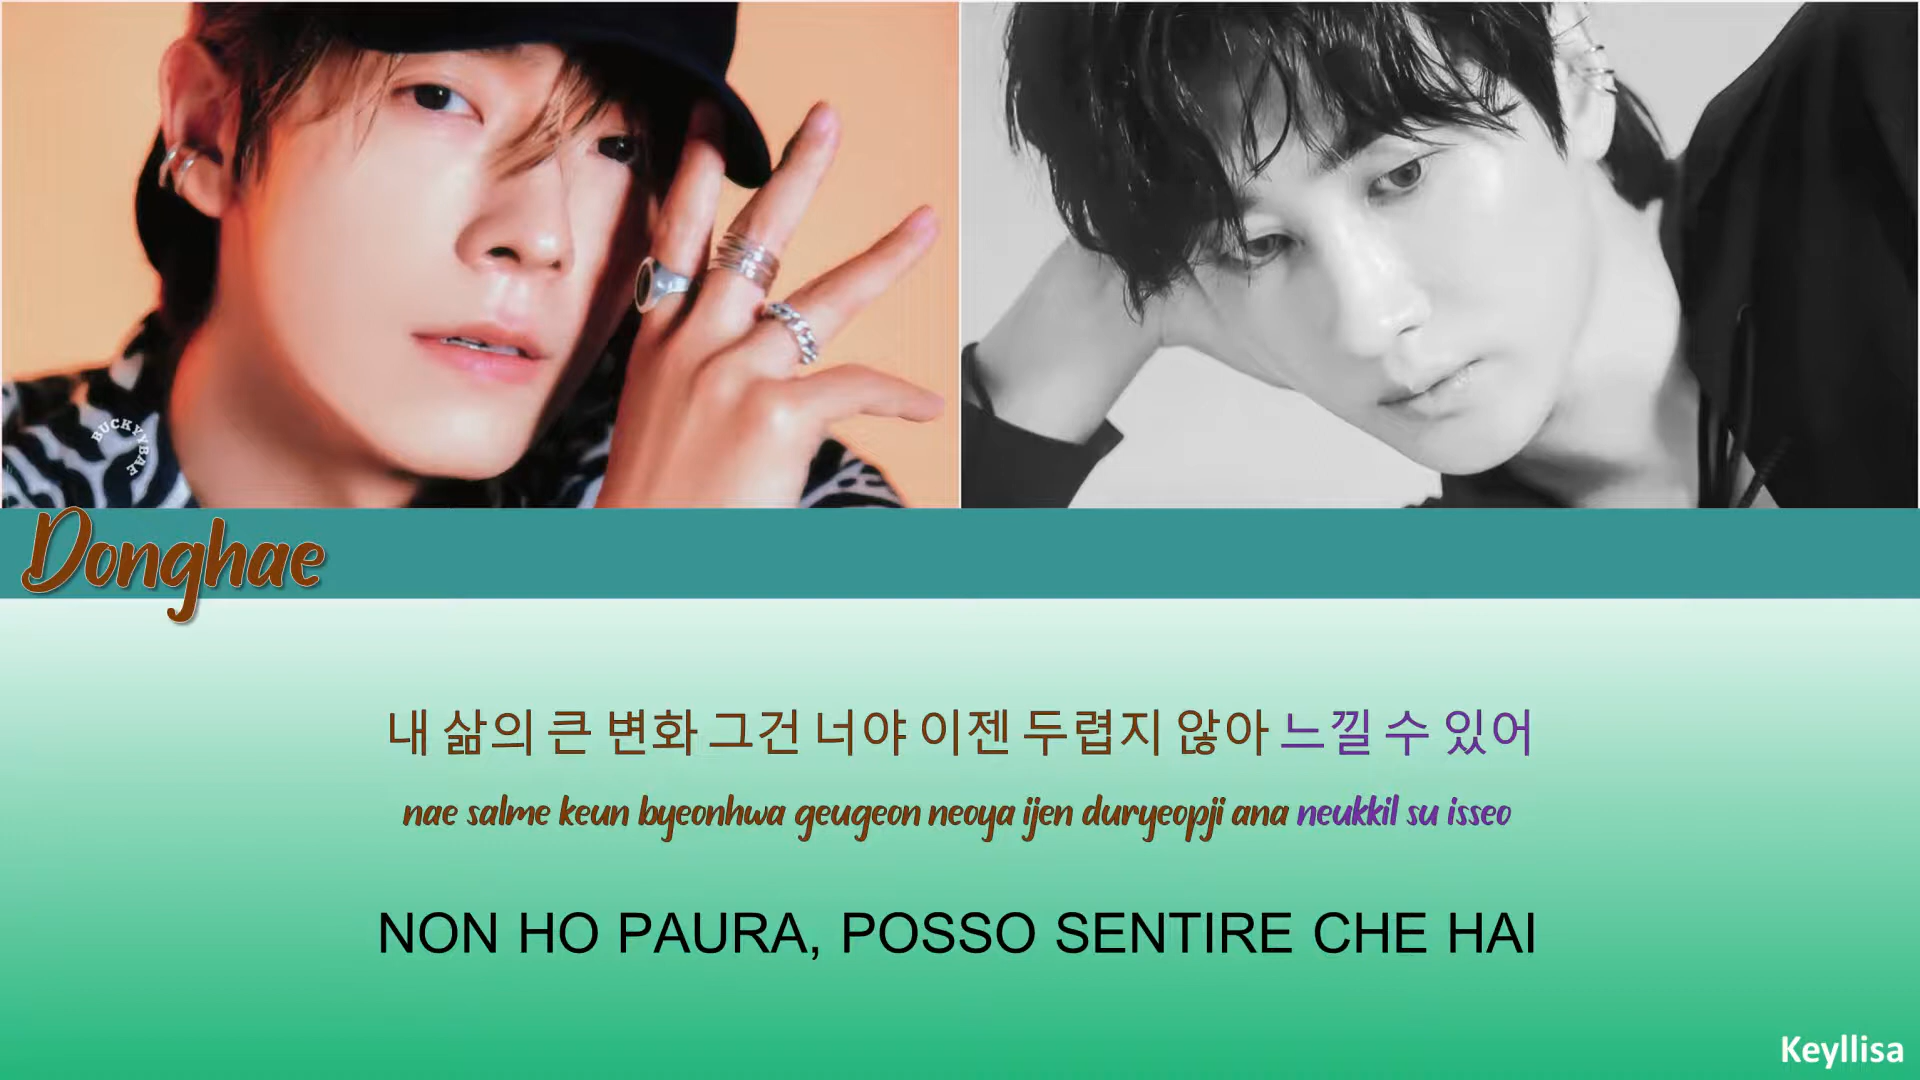 BUCKYYBAE
Donghae
내 삶의 큰 변화 그건 너야 이젠 두렵지 않아 느낄 수 있어
nae salme keun byeonhwa geugeon neoya ijen duryeopji ana neukkil su isseo
NON HO PAURA, POSSO SENTIRE CHE HAI
Keyllisa